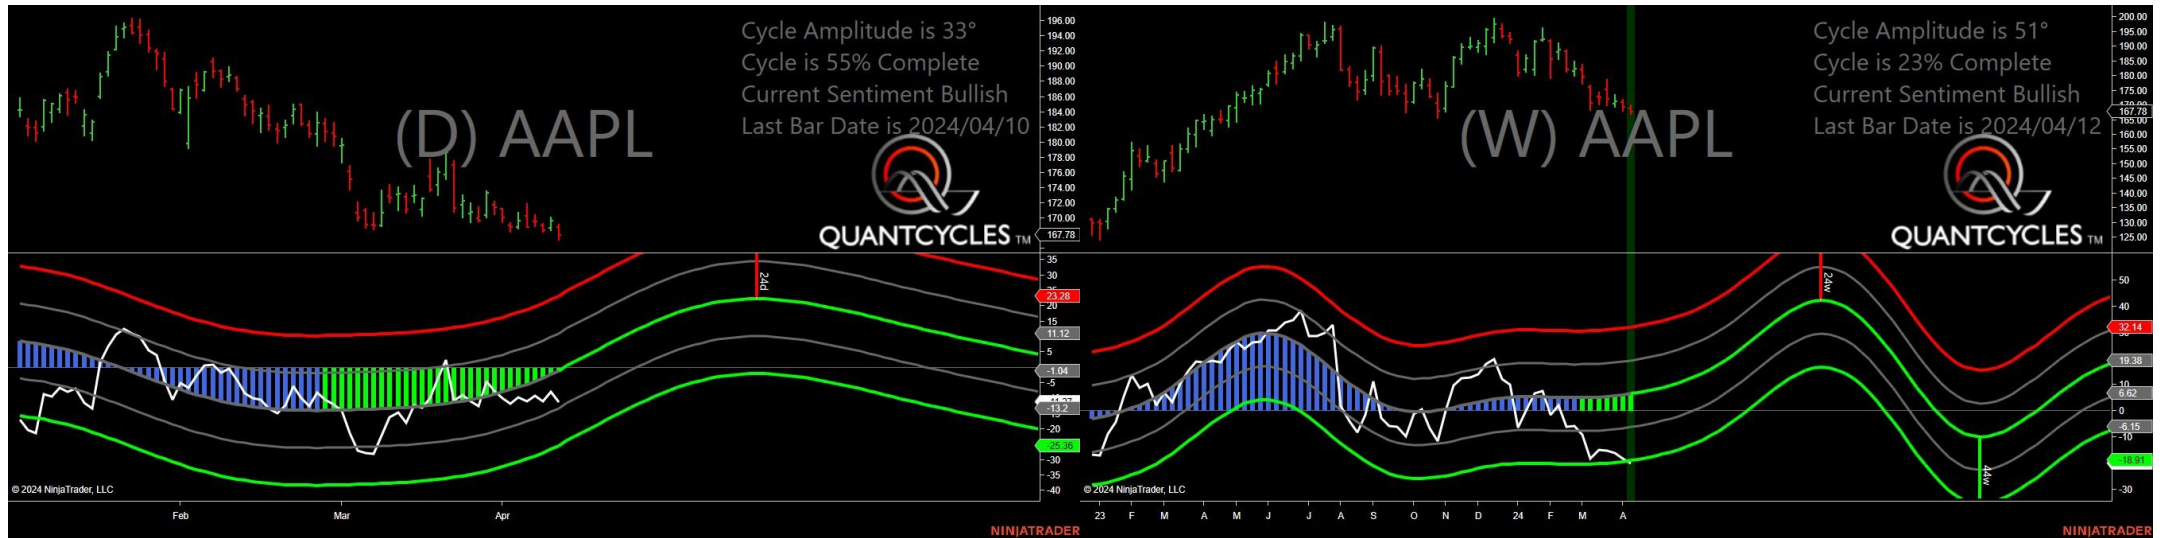 Cycle Amplitude is 33°
Cycle is 55% Complete
Current Sentiment Bullish
Last Bar Date is 2024/04/10
(D) AAPL
QUANTCYCLES TM
196.00
194.00
192.00
190.00
188.00
186.00
184.00
182.00
180.00
178.00
176.00
174.00
172.00
170.00
167.78
24d
35
30
23.28
20
15
11.12
5
-1.04
-5
-13.2
-20
-25.36
-30
-35
-40
© 2024 NinjaTrader, LLC
Feb
Mar
Apr
NINJATRADER
Cycle Amplitude is 51°
Cycle is 23% Complete
Current Sentiment Bullish
Last Bar Date is 2024/04/12
(W) AAPL
QUANTCYCLES TM
200.00
195.00
190.00
185.00
180.00
175.00
167.78
165.00
160.00
155.00
150.00
145.00
140.00
135.00
130.00
125.00
24w
44w
50
40
32.14
19.38
10
6.62
0
-6.15
-10
-18.91
-30
© 2024 NinjaTrader, LLC
23 F M A M J J A S O N D 24 F M A
NINJATRADER